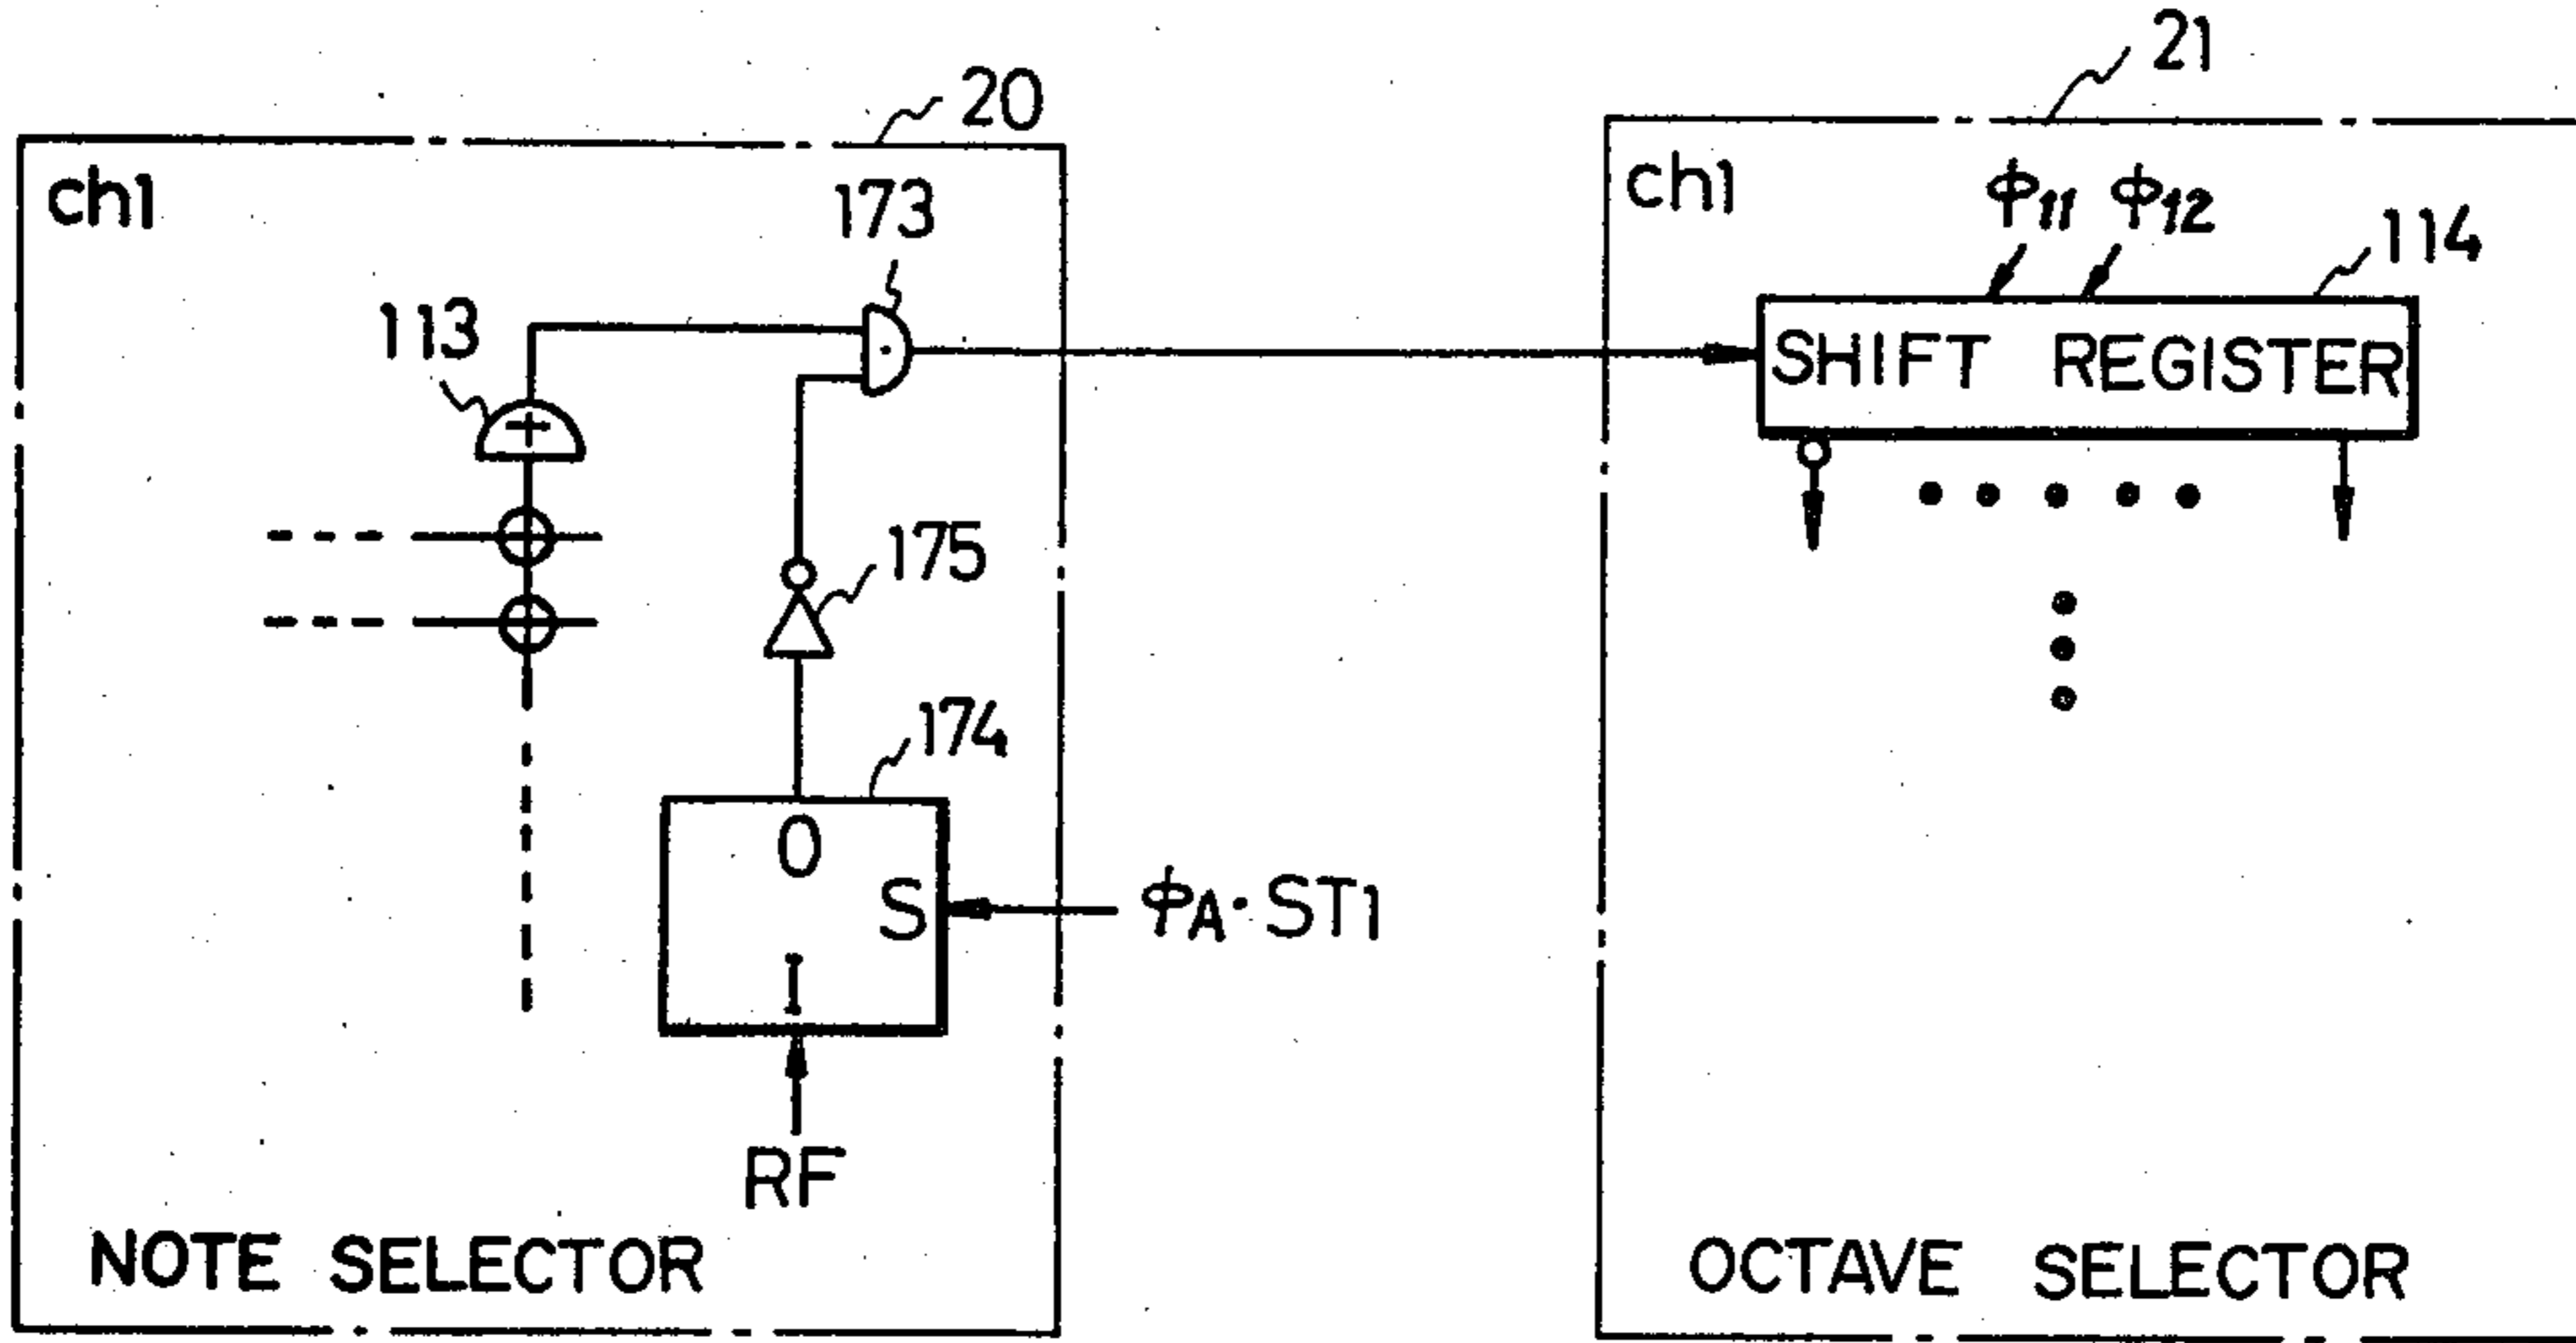 20
21
ch1
173
113
175
174
O
S
I
ϕA·ST1
RF
NOTE SELECTOR
ch1
ϕ11 ϕ12
114
SHIFT REGISTER
OCTAVE SELECTOR